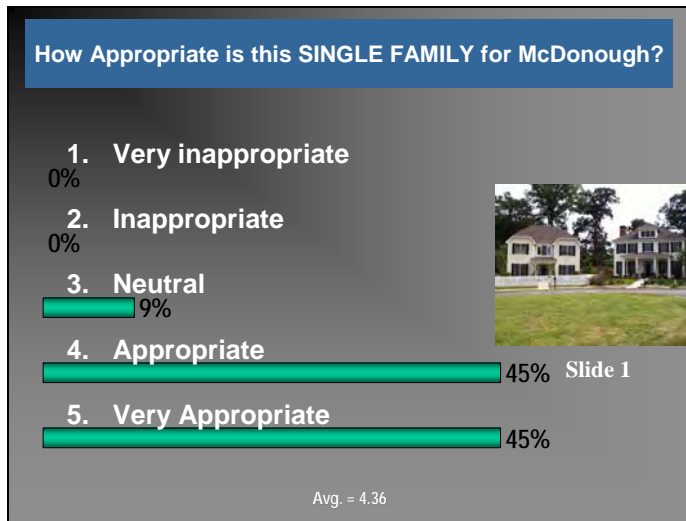 How Appropriate is this SINGLE FAMILY for McDonough?
1. Very inappropriate
0%
2. Inappropriate
0%
3. Neutral
9%
4. Appropriate
45%
Slide 1
5. Very Appropriate
45%
Avg. = 4.36